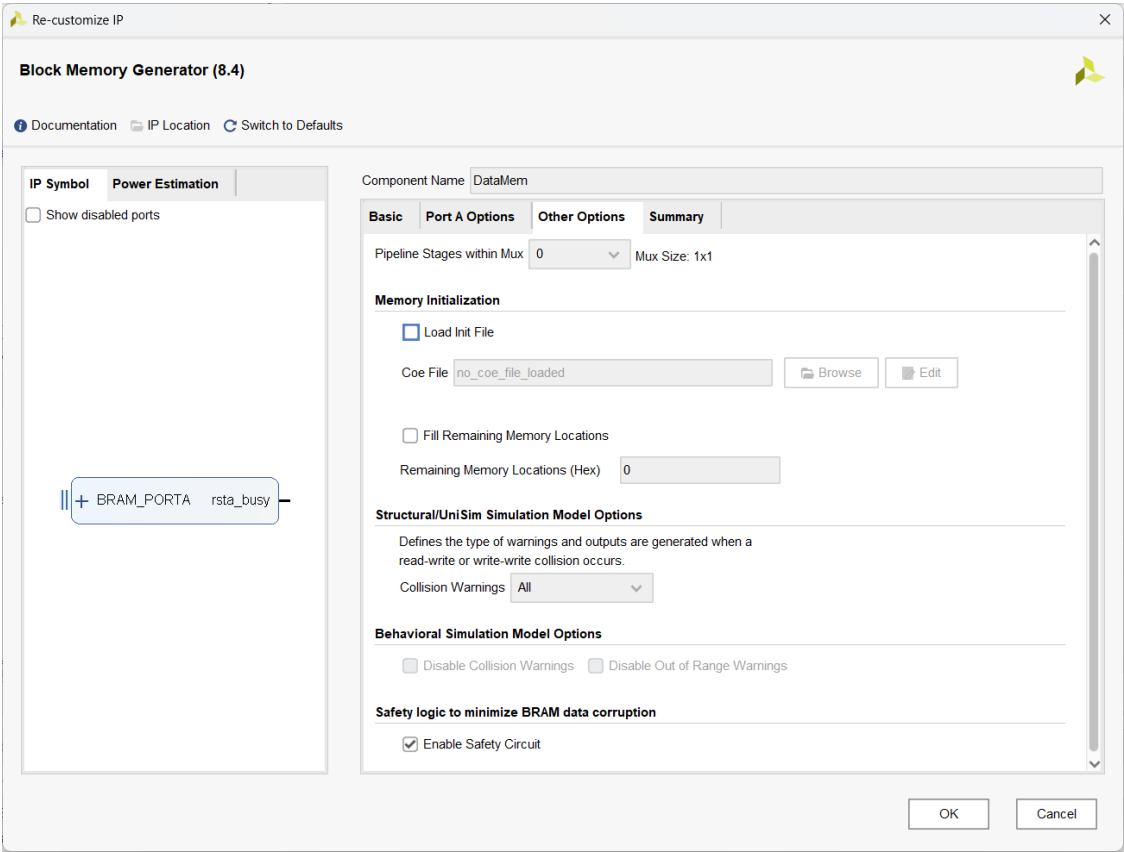 Re-customize IP
Block Memory Generator (8.4)
Documentation IP Location Switch to Defaults
IP Symbol Power Estimation
Show disabled ports
BRAM_PORTA rsta_busy
Component Name DataMem
Basic Port A Options Other Options Summary
Pipeline Stages within Mux 0 Mux Size: 1x1
Memory Initialization
Load Init File
Coe File no_coe_file_loaded Browse Edit
Fill Remaining Memory Locations
Remaining Memory Locations (Hex) 0
Structural/UniSim Simulation Model Options
Defines the type of warnings and outputs are generated when a
read-write or write-write collision occurs.
Collision Warnings All
Behavioral Simulation Model Options
Disable Collision Warnings Disable Out of Range Warnings
Safety logic to minimize BRAM data corruption
Enable Safety Circuit
OK Cancel